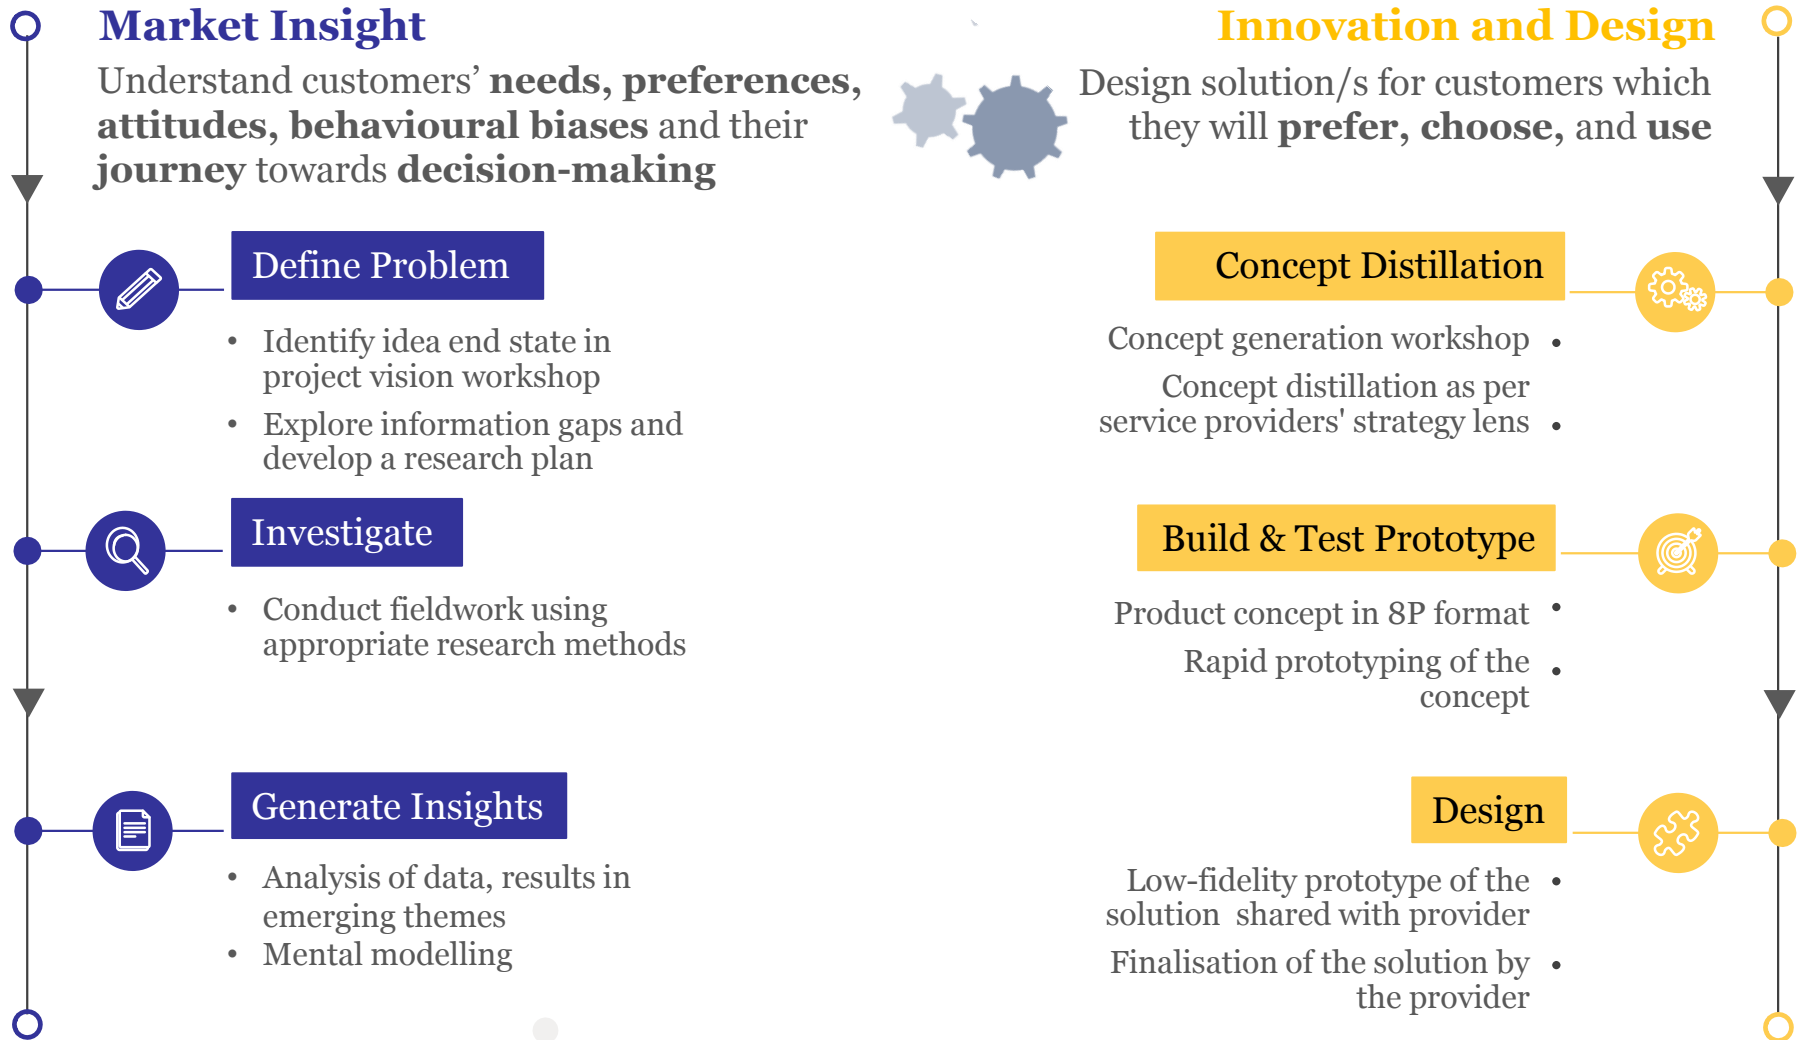 Market Insight
Understand customers’ needs, preferences,
attitudes, behavioural biases and their
journey towards decision-making
Define Problem
• Identify idea end state in
project vision workshop
• Explore information gaps and
develop a research plan
Investigate
• Conduct fieldwork using
appropriate research methods
Generate Insights
• Analysis of data, results in
emerging themes
• Mental modelling
Innovation and Design
Design solution/s for customers which
they will prefer, choose, and use
Concept Distillation
Concept generation workshop •
Concept distillation as per
service providers' strategy lens •
Build & Test Prototype
Product concept in 8P format •
Rapid prototyping of the •
concept
Design
Low-fidelity prototype of the •
solution shared with provider
Finalisation of the solution by •
the provider